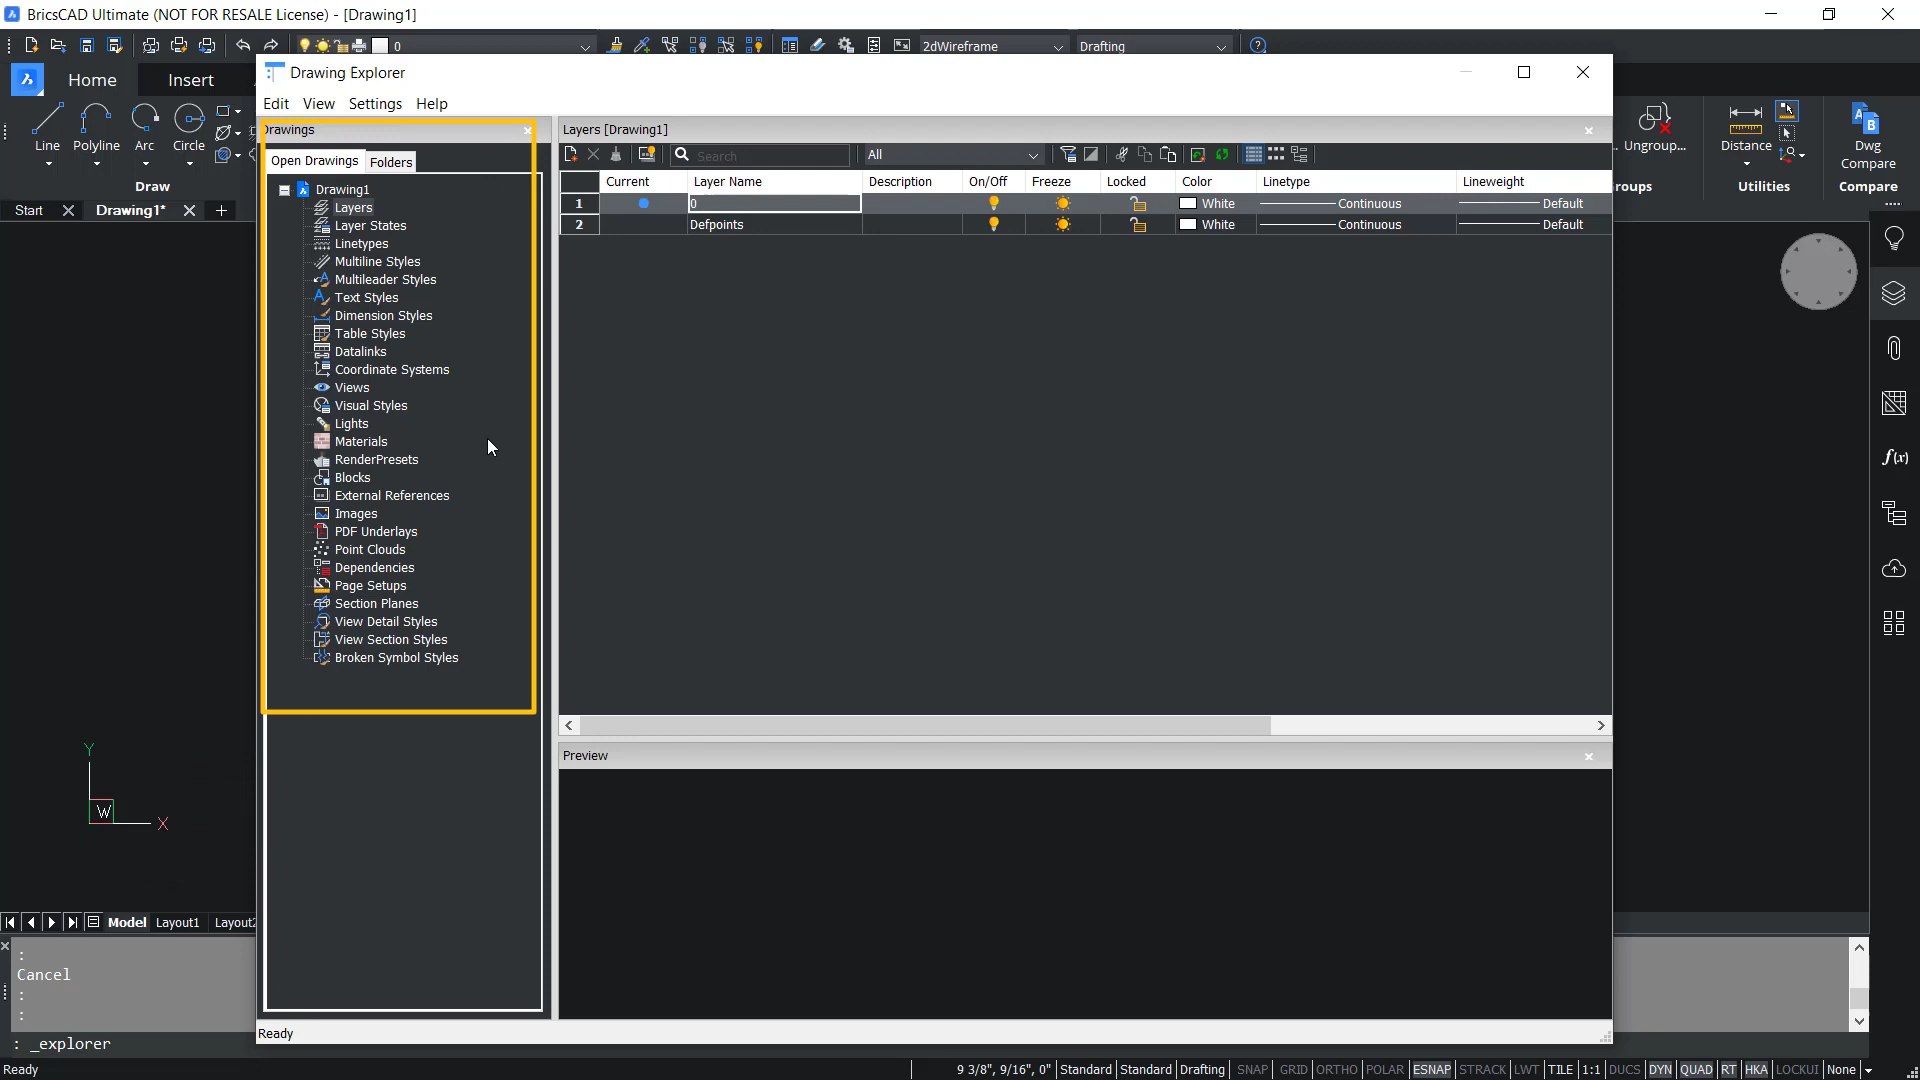 BricsCAD Ultimate (NOT FOR RESALE License) - [Drawing1]
0
2dWireframe
Drafting
Home
Insert
Line
Polyline
Arc
Circle
Draw
Start
Drawing1*
Drawing Explorer
Edit View Settings Help
Drawings
Open Drawings
Folders
Drawing1
Layers
Layer States
Linetypes
Multiline Styles
Multileader Styles
Text Styles
Dimension Styles
Table Styles
Datalinks
Coordinate Systems
Views
Visual Styles
Lights
Materials
RenderPresets
Blocks
External References
Images
PDF Underlays
Point Clouds
Dependencies
Page Setups
Section Planes
View Detail Styles
View Section Styles
Broken Symbol Styles
Layers [Drawing1]
Search
All
Current Layer Name Description On/Off Freeze Locked Color Linetype Lineweight
1 0 White Continuous Default
2 Defpoints White Continuous Default
Preview
Ready
... Ungroup...
roups
Distance
Utilities
Dwg
Compare
Compare
f(x)
Y
W
X
Model Layout1 Layout2
:
Cancel
:
:
: _explorer
Ready
9 3/8", 9/16", 0" Standard Standard Drafting SNAP GRID ORTHO POLAR ESNAP STRACK LWT TILE 1:1 DUCS DYN QUAD RT HKA LOCKUI None